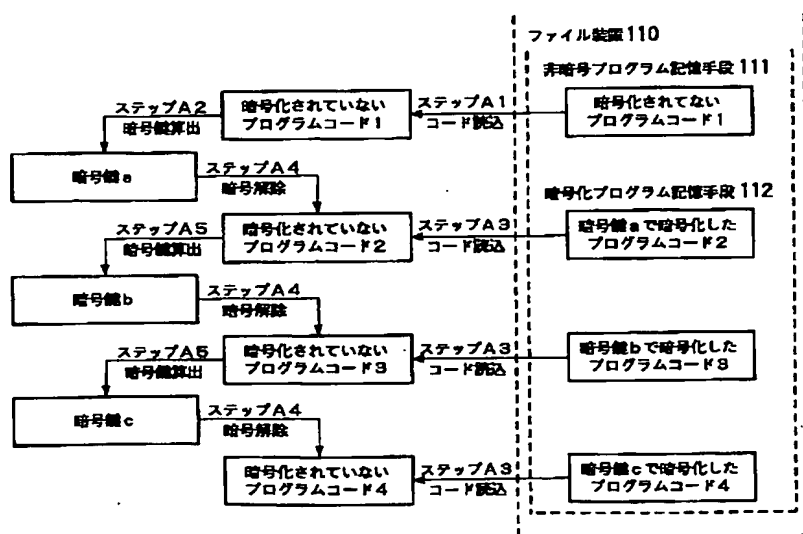 ファイル装置110
非暗号プログラム記憶手段111
ステップA2
暗号鍵算出
暗号化されていない
プログラムコード1
ステップA1
コード読込
暗号化されてない
プログラムコード1
暗号鍵a
ステップA4
暗号解除
暗号化プログラム記憶手段112
ステップA5
暗号鍵算出
暗号化されていない
プログラムコード2
ステップA3
コード読込
暗号鍵aで暗号化した
プログラムコード2
暗号鍵b
ステップA4
暗号解除
ステップA5
暗号鍵算出
暗号化されていない
プログラムコード3
ステップA3
コード読込
暗号鍵bで暗号化した
プログラムコード3
暗号鍵c
ステップA4
暗号解除
暗号化されていない
プログラムコード4
ステップA3
コード読込
暗号鍵cで暗号化した
プログラムコード4